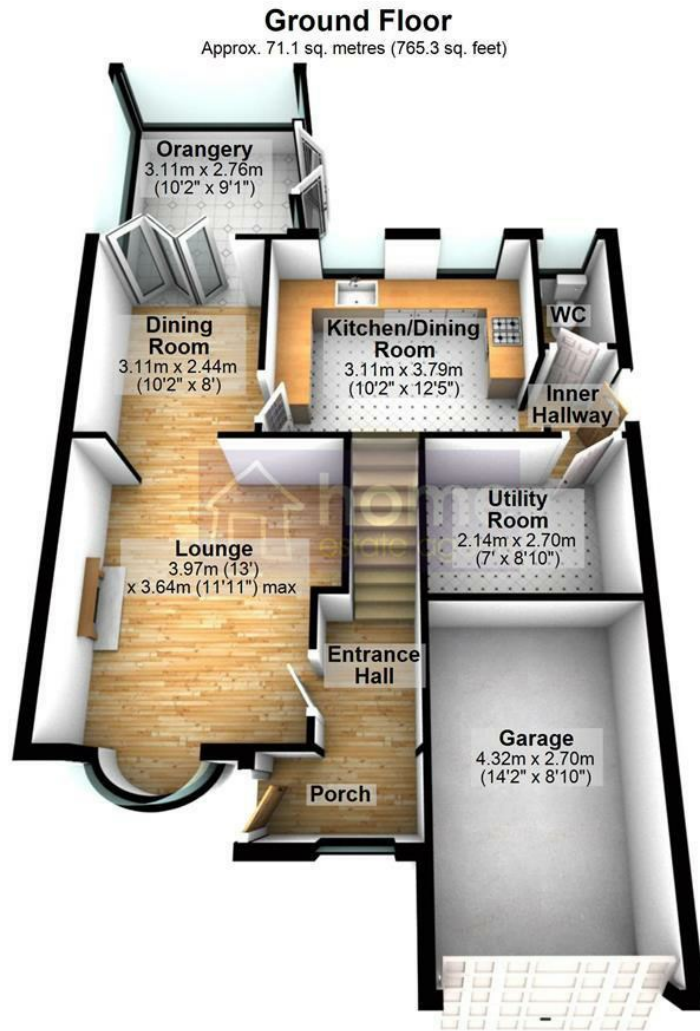 Ground Floor
Approx. 71.1 sq. metres (765.3 sq. feet)
Orangery
3.11m x 2.76m
(10'2" x 9'1")
Dining
Room
3.11m x 2.44m
(10'2" x 8')
Kitchen/Dining
Room
3.11m x 3.79m
(10'2" x 12'5")
WC
Inner
Hallway
Utility
Room
2.14m x 2.70m
(7' x 8'10")
home
estate
Lounge
3.97m (13')
x 3.64m (11'11") max
Entrance
Hall
Porch
Garage
4.32m x 2.70m
(14'2" x 8'10")